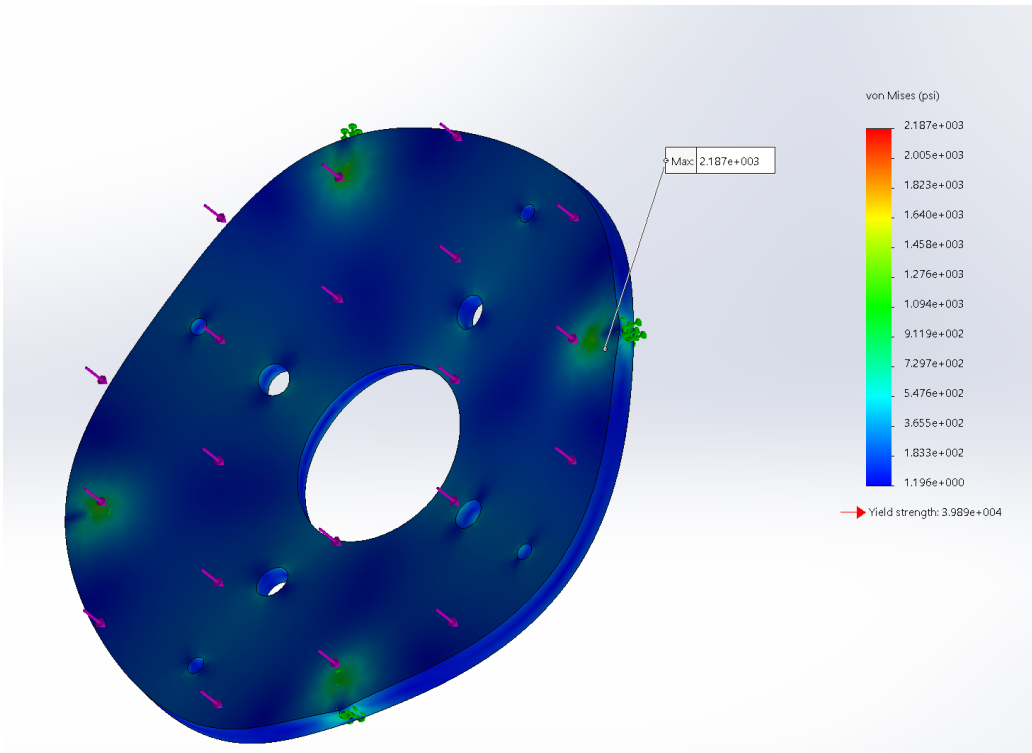 von Mises (psi)
2.187e+003
2.005e+003
Max: 2.187e+003
1.823e+003
1.640e+003
1.458e+003
1.276e+003
1.094e+003
9.119e+002
7.297e+002
5.476e+002
3.655e+002
1.833e+002
1.196e+000
Yield strength: 3.989e+004